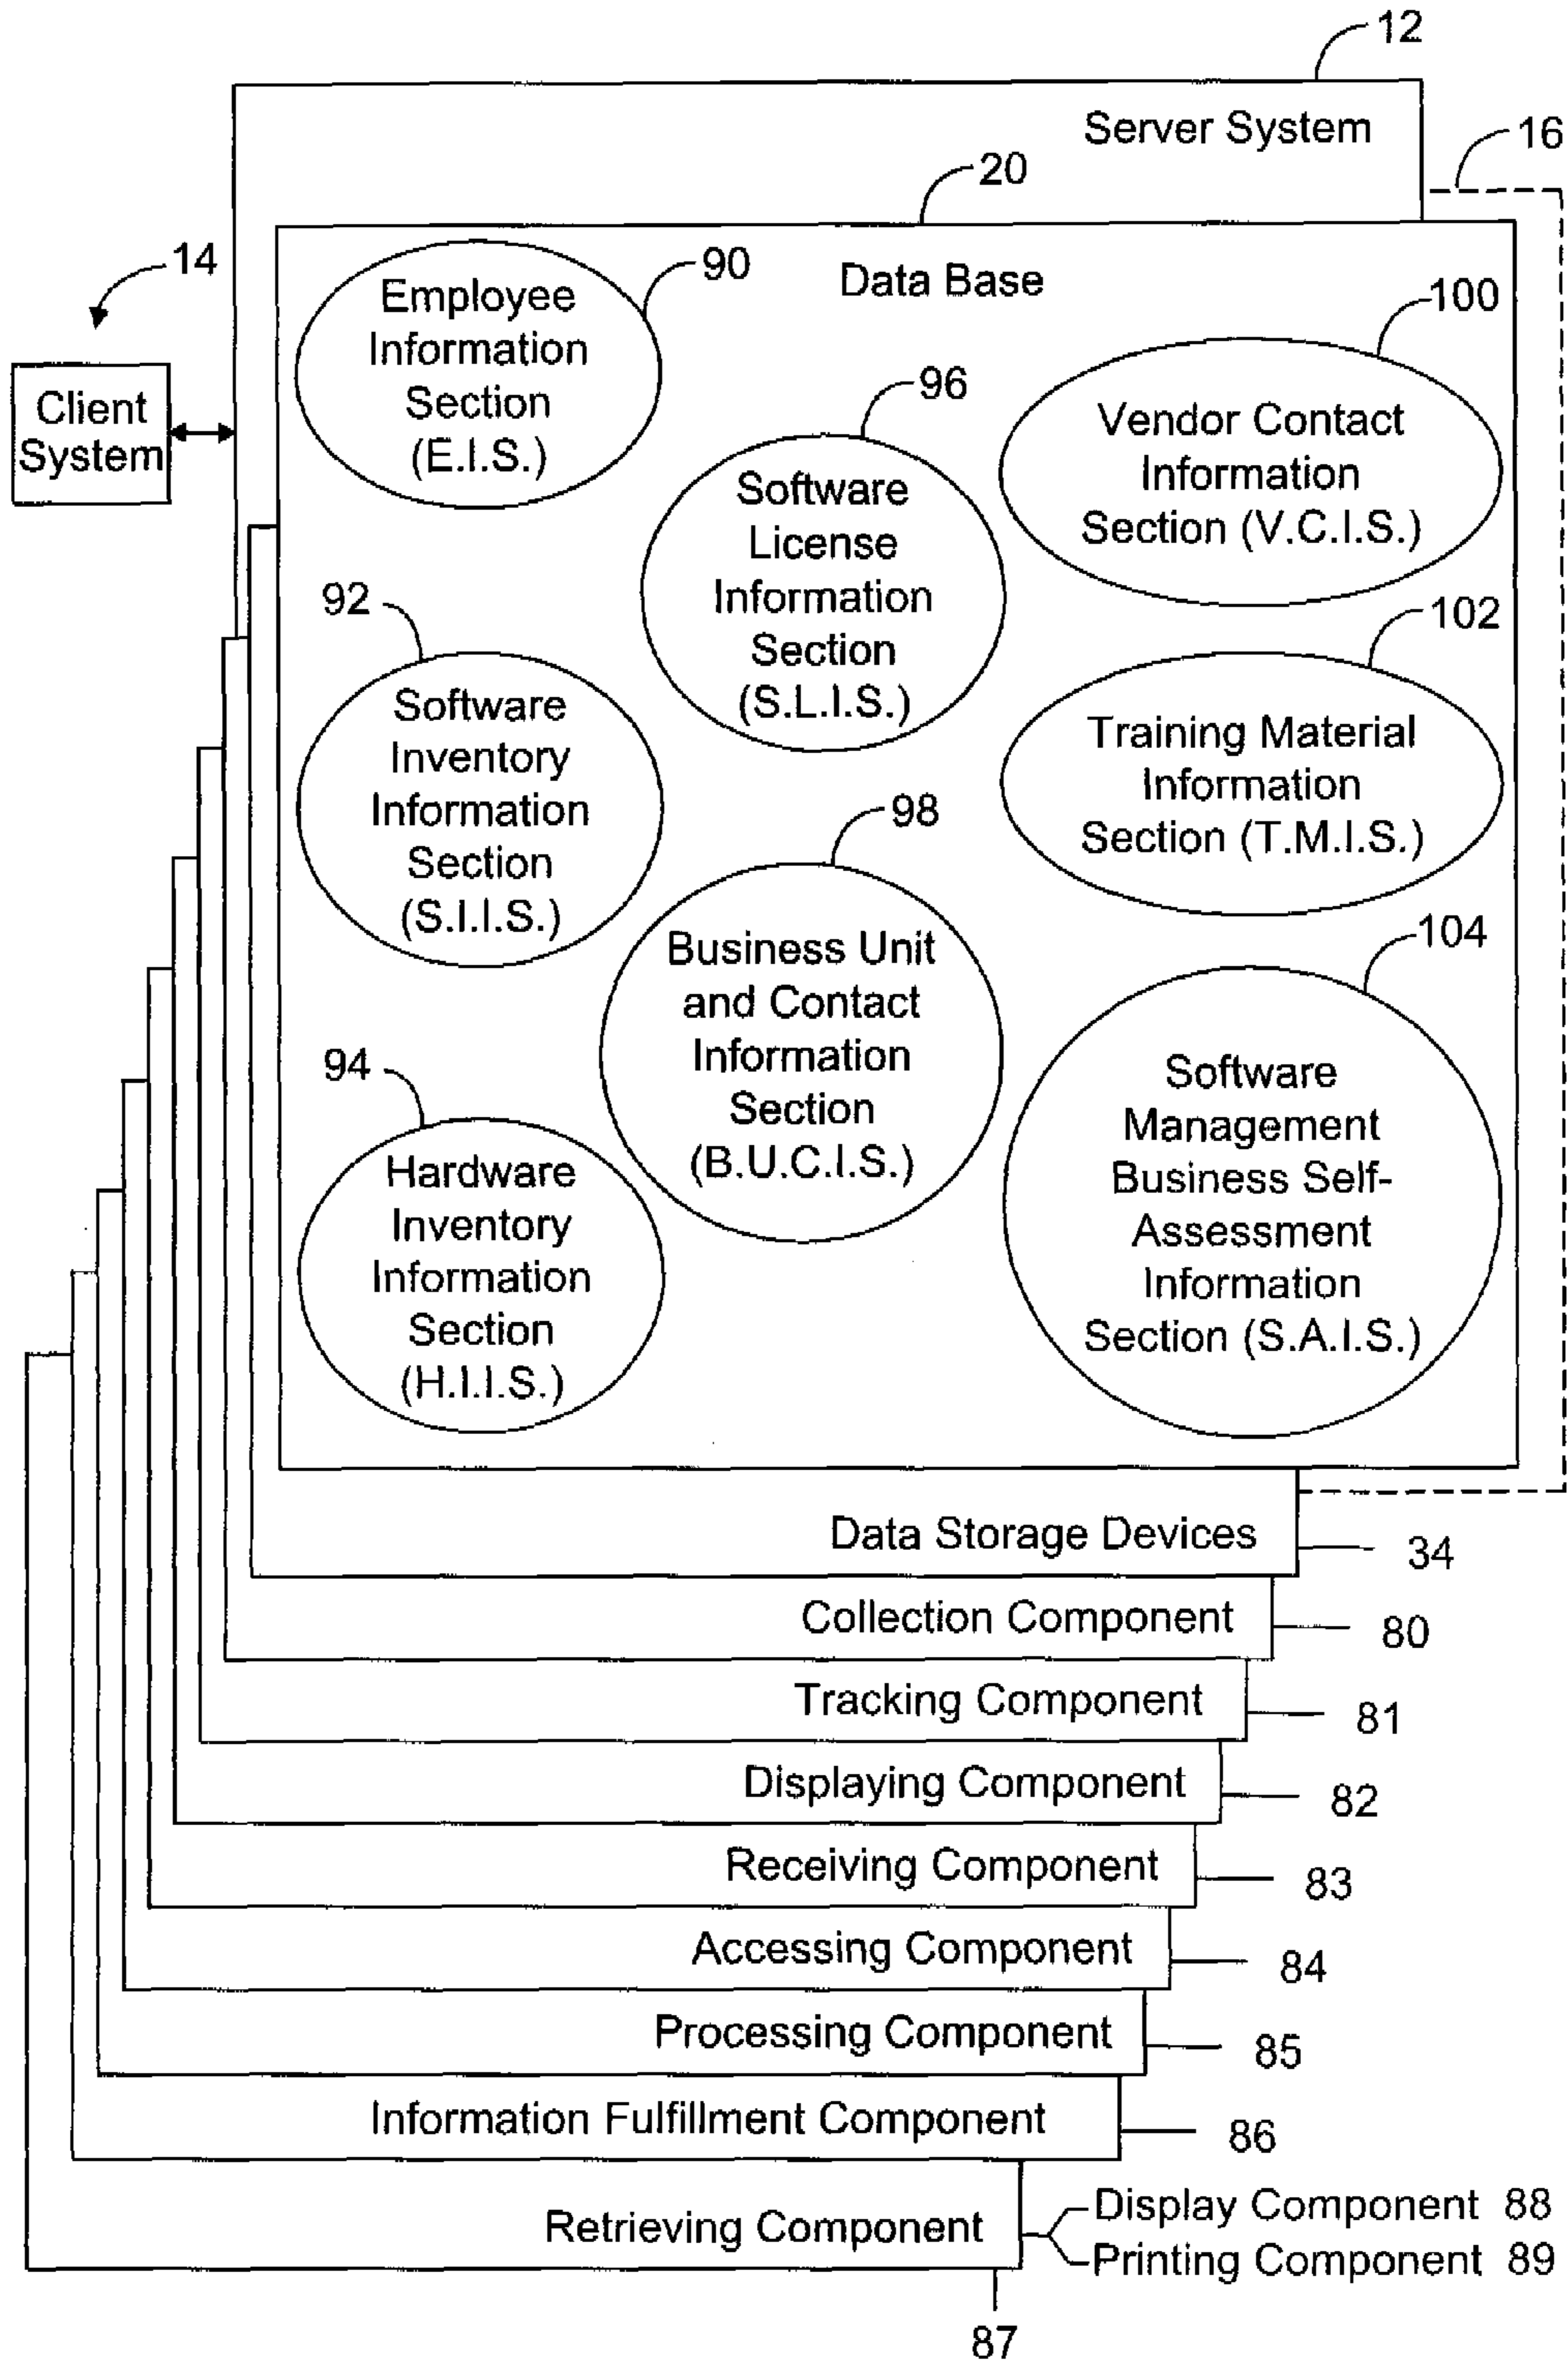 12
Server System
16
20
14
90
Data Base
100
Employee
Information
Section
(E.I.S.)
Client
System
96
Vendor Contact
Information
Section (V.C.I.S.)
Software
License
Information
Section
(S.L.I.S.)
92
102
Software
Inventory
Information
Section
(S.I.I.S.)
Training Material
Information
Section (T.M.I.S.)
98
104
Business Unit
and Contact
Information
Section
(B.U.C.I.S.)
94
Software
Management
Business Self-
Assessment
Information
Section (S.A.I.S.)
Hardware
Inventory
Information
Section
(H.I.I.S.)
Data Storage Devices 34
Collection Component 80
Tracking Component 81
Displaying Component 82
Receiving Component 83
Accessing Component 84
Processing Component 85
Information Fulfillment Component 86
Retrieving Component
Display Component 88
Printing Component 89
87